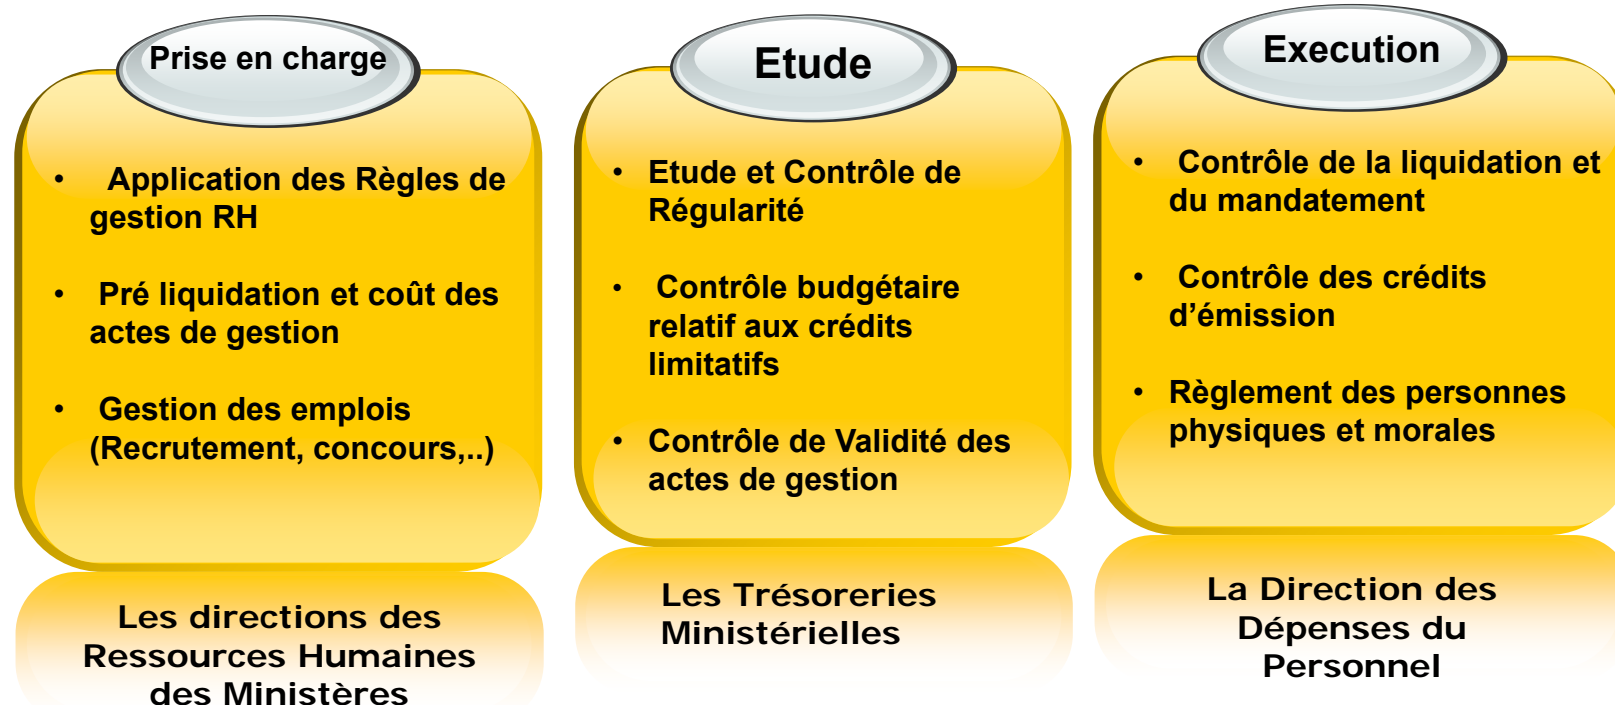 Prise en charge
• Application des Règles de
gestion RH
• Pré liquidation et coût des
actes de gestion
• Gestion des emplois
(Recrutement, concours,..)
Les directions des
Ressources Humaines
des Ministères
Etude
• Etude et Contrôle de
Régularité
• Contrôle budgétaire
relatif aux crédits
limitatifs
• Contrôle de Validité des
actes de gestion
Les Trésoreries
Ministérielles
Execution
• Contrôle de la liquidation et
du mandatement
• Contrôle des crédits
d’émission
• Règlement des personnes
physiques et morales
La Direction des
Dépenses du
Personnel